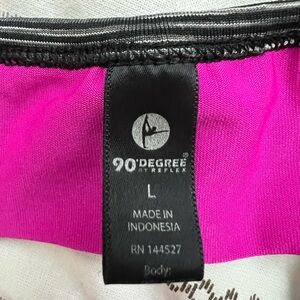 90°DEGREE®
BY REFLEX
L
MADE IN
INDONESIA
RN 144527
Body: